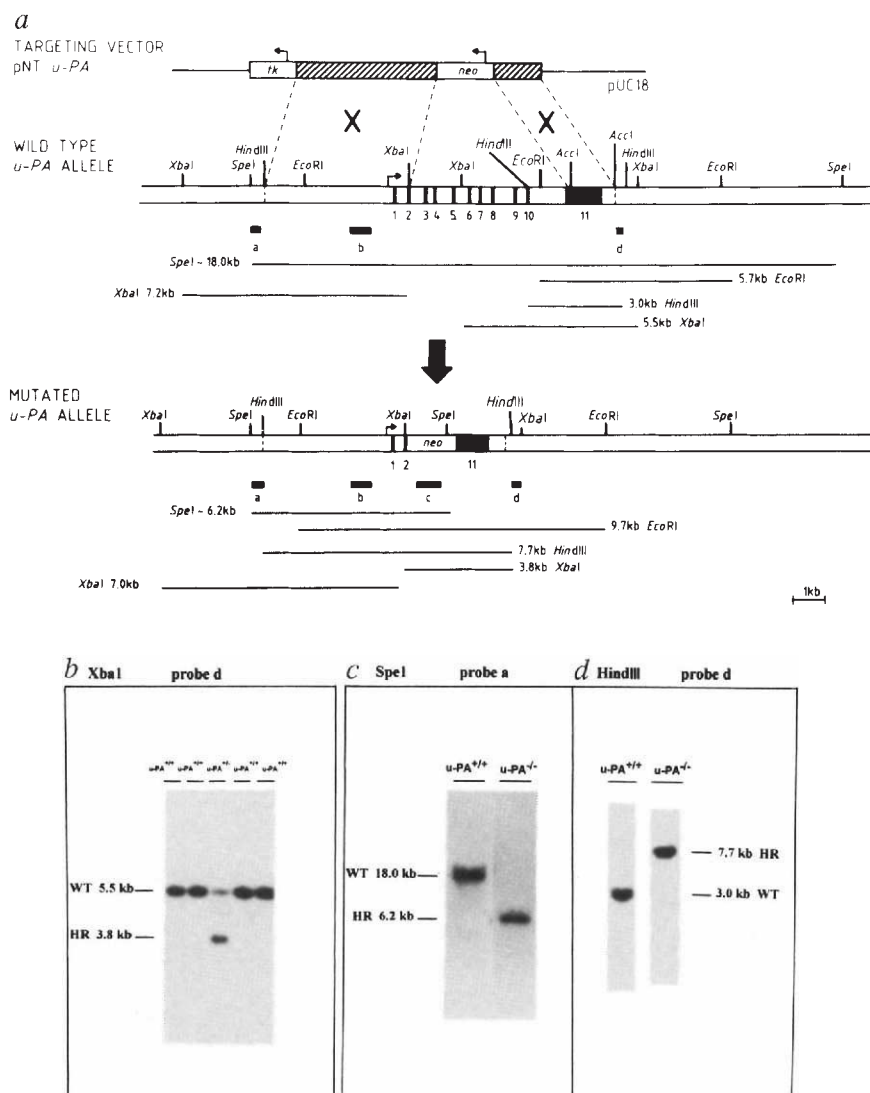 a
TARGETING VECTOR
pNT u-PA
tk
neo
pUC18
WILD TYPE
u-PA ALLELE
XbaI SpeI HindIII EcoRI XbaI XbaI HindIII EcoRI AccI AccI HindIII XbaI EcoRI SpeI
1 2 3 4 5 6 7 8 9 10 11
a b d
SpeI ~ 18.0kb
5.7kb EcoRI
XbaI 7.2kb
3.0kb HindIII
5.5kb XbaI
MUTATED
u-PA ALLELE
XbaI SpeI HindIII EcoRI XbaI SpeI HindIII XbaI EcoRI SpeI
neo
1 2 11
a b c d
SpeI ~ 6.2kb
9.7kb EcoRI
7.7kb HindIII
3.8kb XbaI
XbaI 7.0kb
1kb
b XbaI probe d
u-PA+/+ u-PA+/+ u-PA+/- u-PA+/+ u-PA+/+
WT 5.5 kb
HR 3.8 kb
c SpeI probe a
u-PA+/+ u-PA-/-
WT 18.0 kb
HR 6.2 kb
d HindIII probe d
u-PA+/+ u-PA-/-
7.7 kb HR
3.0 kb WT